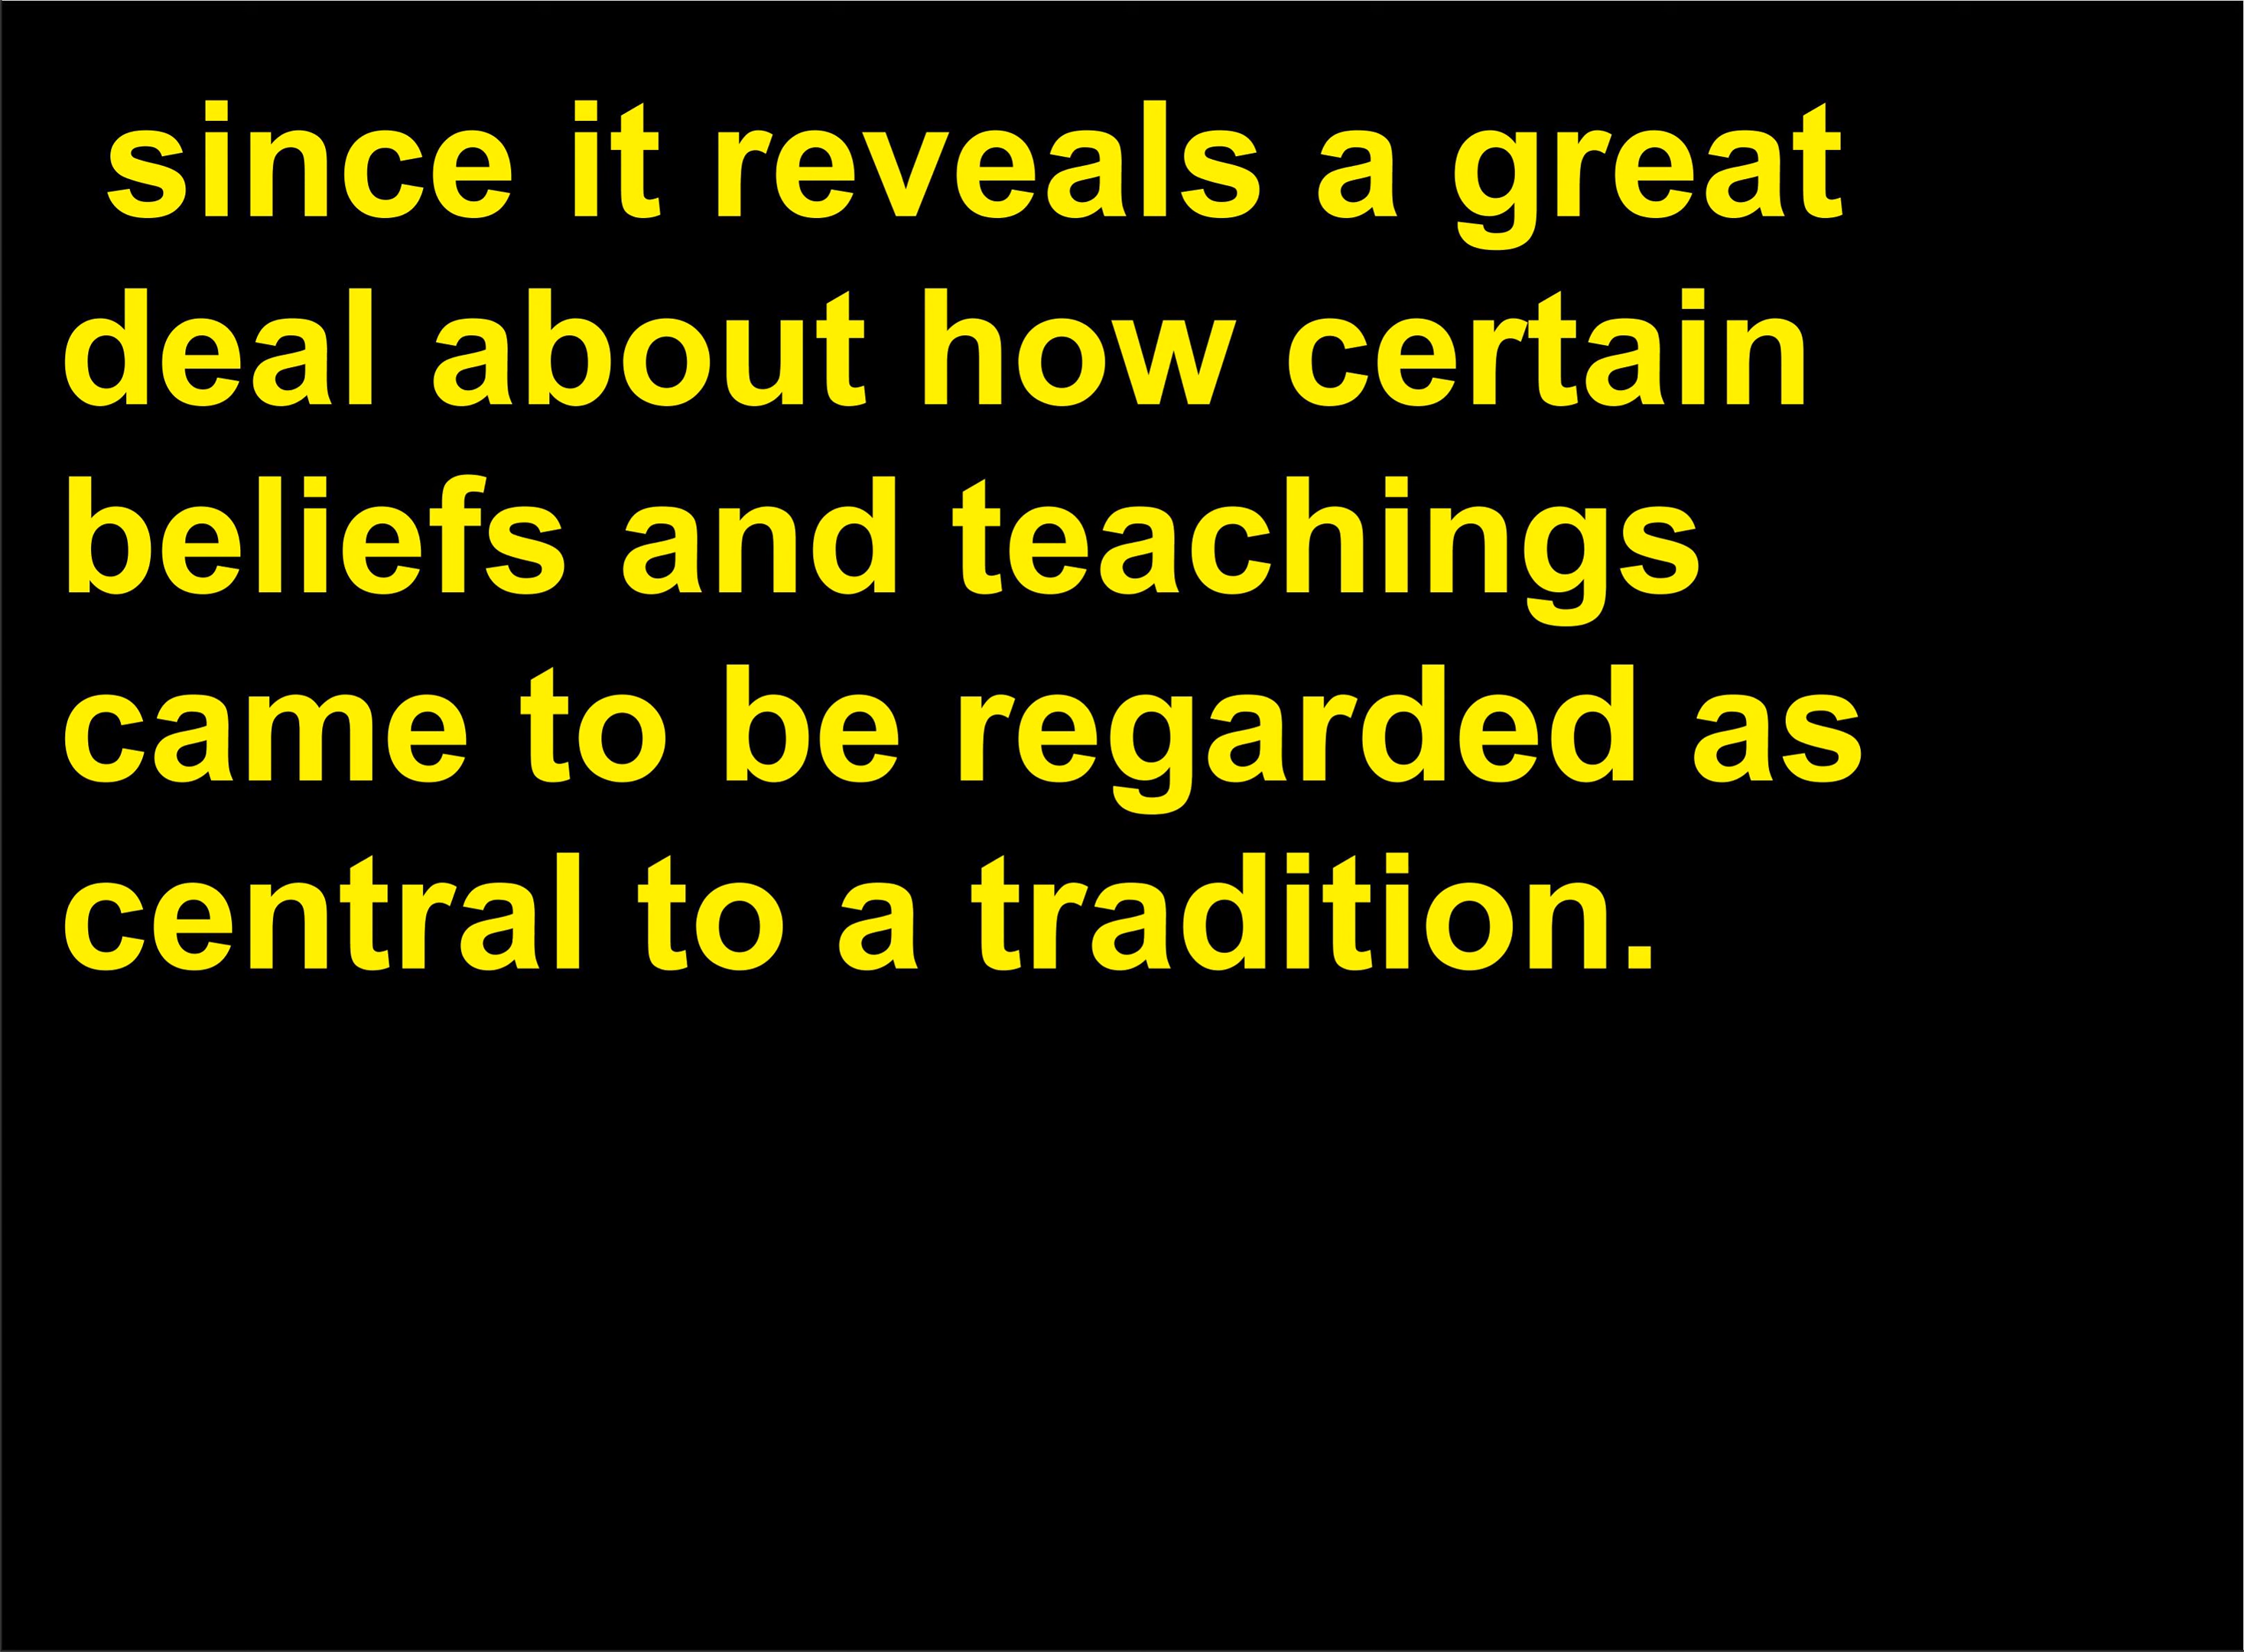 since it reveals a great
deal about how certain
beliefs and teachings
came to be regarded as
central to a tradition.